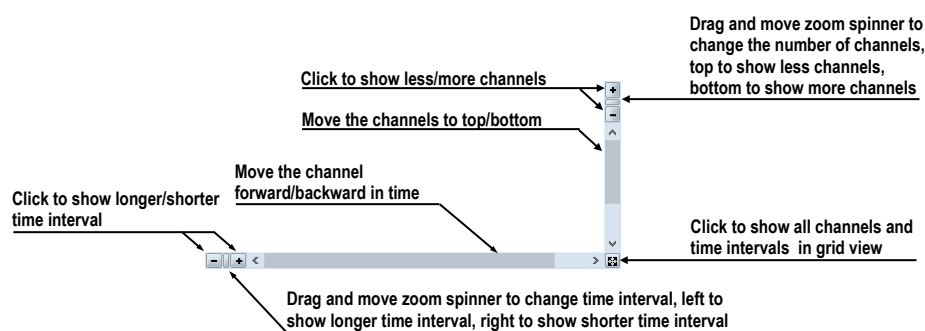 Drag and move zoom spinner to
change the number of channels,
top to show less channels,
bottom to show more channels
Click to show less/more channels
Move the channels to top/bottom
Move the channel
forward/backward in time
Click to show longer/shorter
time interval
Click to show all channels and
time intervals in grid view
Drag and move zoom spinner to change time interval, left to
show longer time interval, right to show shorter time interval